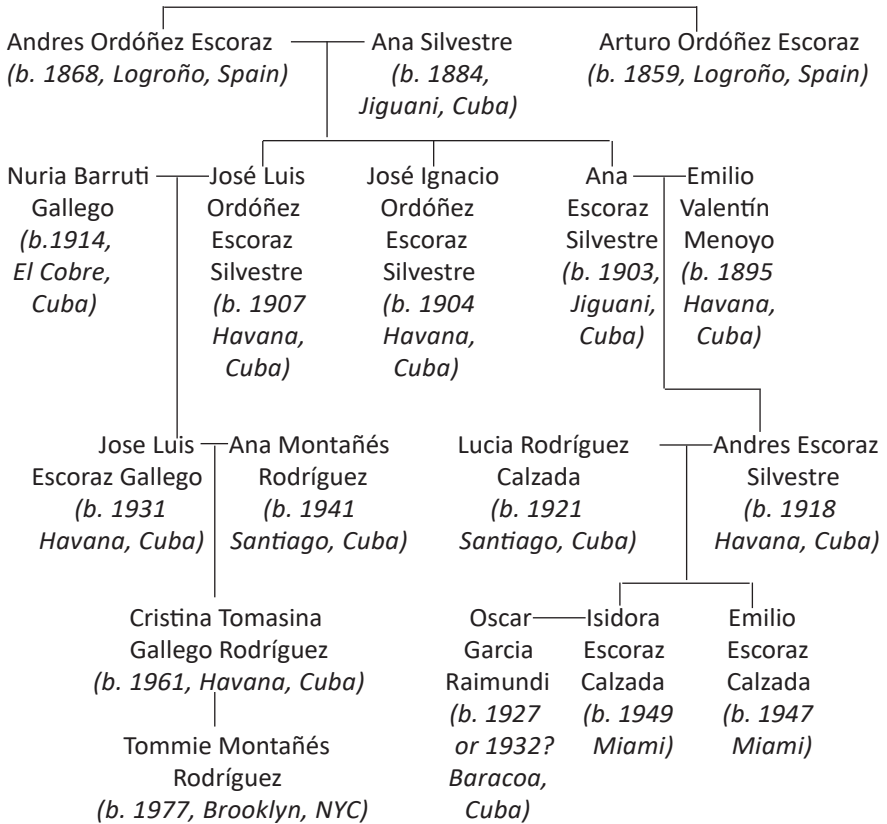 Andres Ordóñez Escoraz
(b. 1868, Logroño, Spain)
Ana Silvestre
(b. 1884,
Jiguani, Cuba)
Arturo Ordóñez Escoraz
(b. 1859, Logroño, Spain)
Nuria Barruti
Gallego
(b.1914,
El Cobre,
Cuba)
José Luis
Ordóñez
Escoraz
Silvestre
(b. 1907
Havana,
Cuba)
José Ignacio
Ordóñez
Escoraz
Silvestre
(b. 1904
Havana,
Cuba)
Ana
Escoraz
Silvestre
(b. 1903,
Jiguani,
Cuba)
Emilio
Valentín
Menoyo
(b. 1895
Havana,
Cuba)
Jose Luis
Escoraz Gallego
(b. 1931
Havana, Cuba)
Ana Montañés
Rodríguez
(b. 1941
Santiago, Cuba)
Lucia Rodríguez
Calzada
(b. 1921
Santiago, Cuba)
Andres Escoraz
Silvestre
(b. 1918
Havana, Cuba)
Cristina Tomasina
Gallego Rodríguez
(b. 1961, Havana, Cuba)
Oscar
Garcia
Raimundi
(b. 1927
or 1932?
Baracoa,
Cuba)
Isidora
Escoraz
Calzada
(b. 1949
Miami)
Emilio
Escoraz
Calzada
(b. 1947
Miami)
Tommie Montañés
Rodríguez
(b. 1977, Brooklyn, NYC)